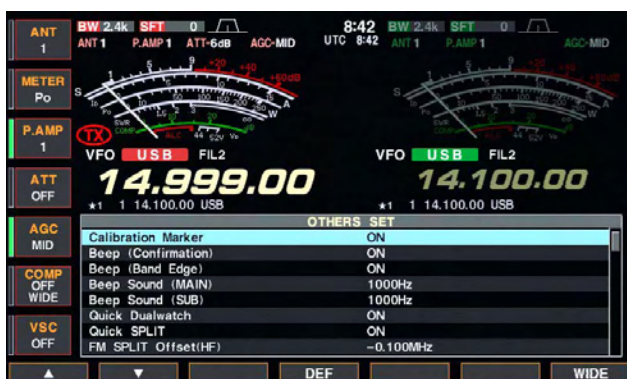 ANT
1
METER
Po
P.AMP
1
ATT
OFF
AGC
MID
COMP
OFF
WIDE
VSC
OFF
BW 2.4k SFT 0
8:42
BW 2.4k SFT 0
ANT 1 P.AMP 1 ATT-6dB AGC-MID
UTC 8:42
ANT 1 P.AMP 1 AGC-MID
TX
VFO USB FIL2
VFO USB FIL2
14.999.00
14.100.00
★1 1 14.100.00 USB
★1 1 14.100.00 USB
OTHERS SET
Calibration Marker ON
Beep (Confirmation) ON
Beep (Band Edge) ON
Beep Sound (MAIN) 1000Hz
Beep Sound (SUB) 1000Hz
Quick Dualwatch ON
Quick SPLIT ON
FM SPLIT Offset(HF) -0.100MHz
DEF
WIDE